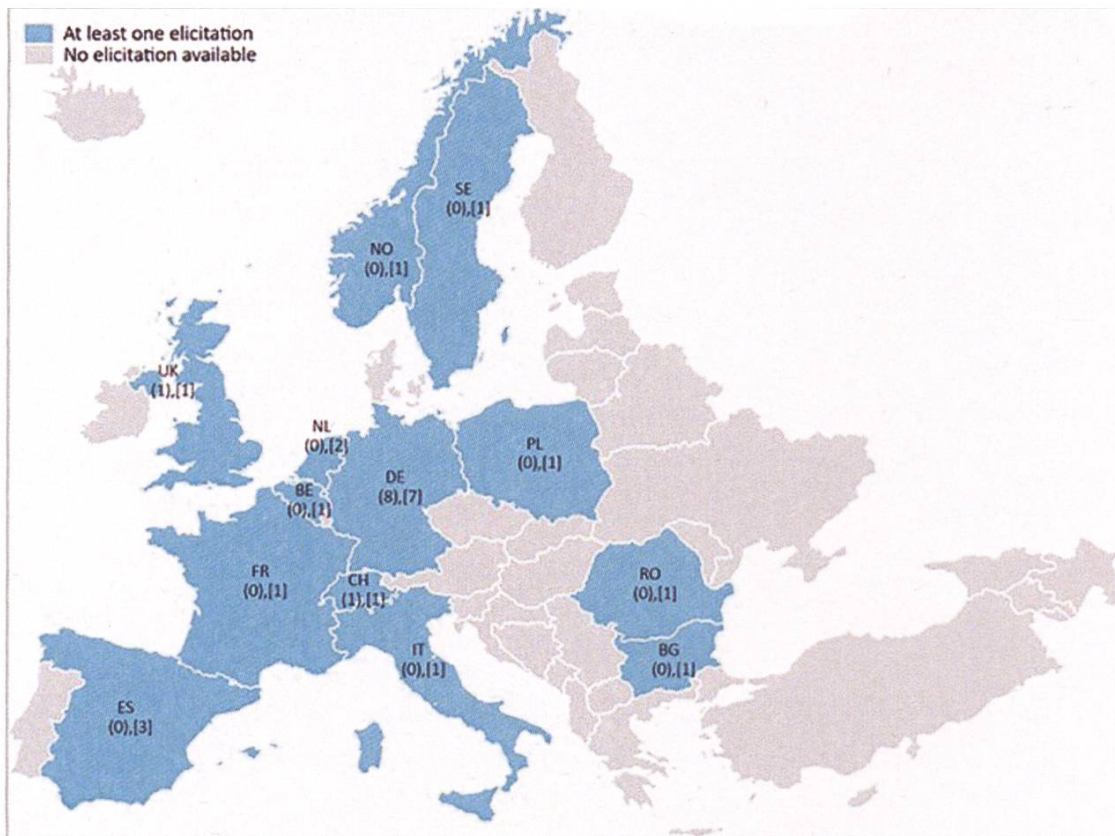 At least one elicitation
No elicitation available
SE
(0),[1]
NO
(0),[1]
UK
(1),[1]
NL
(0),[2]
PL
(0),[1]
DE
(8),[7]
BE
(0),[1]
FR
(0),[1]
CH
(1),[1]
RO
(0),[1]
IT
(0),[1]
BG
(0),[1]
ES
(0),[3]